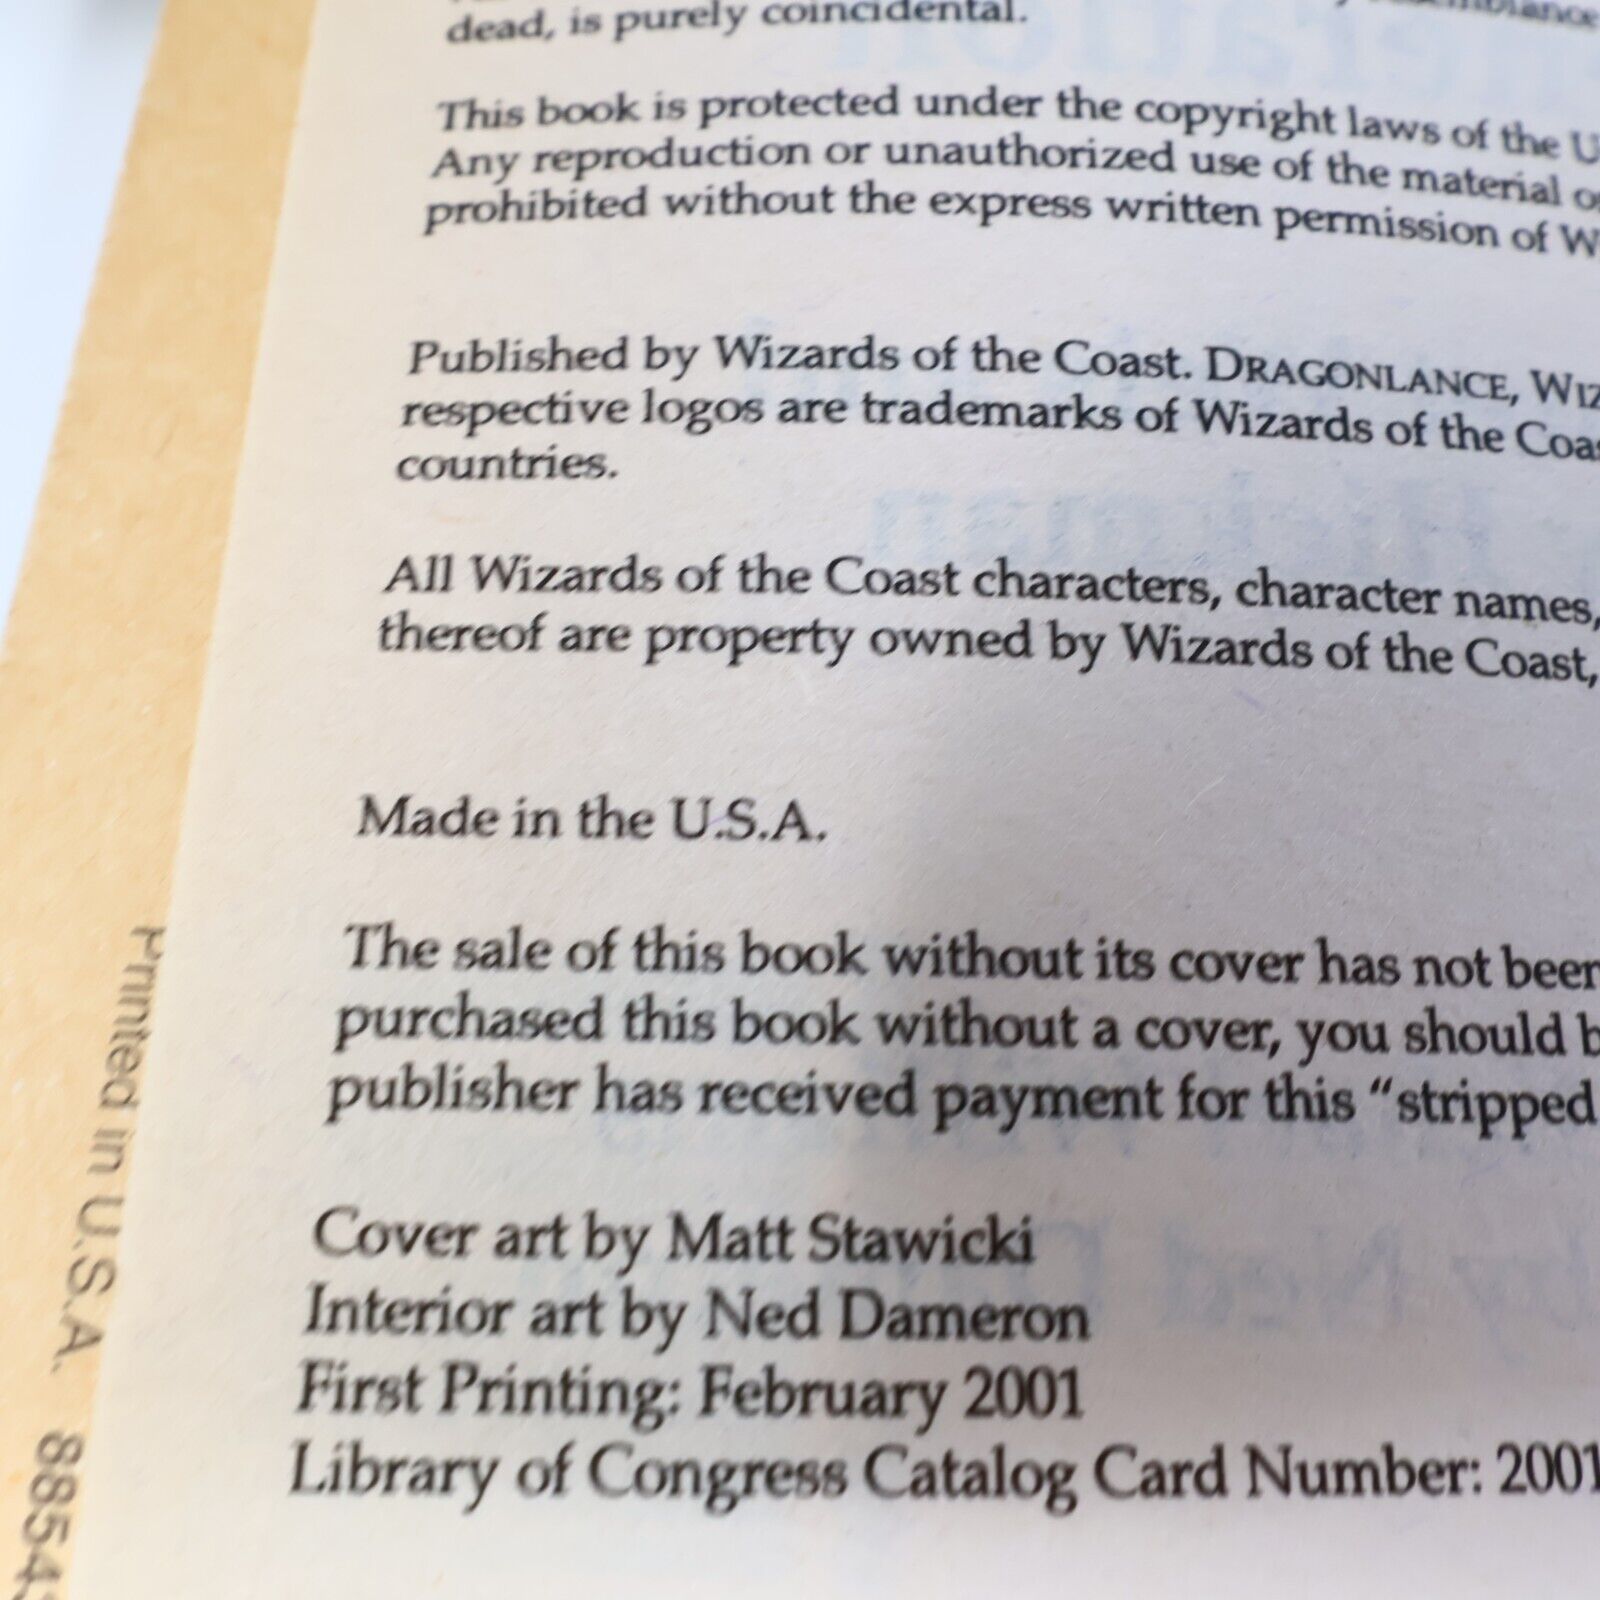 dead, is purely coincidental.
This book is protected under the copyright laws of the
Any reproduction or unauthorized use of the material
prohibited without the express written permission of
Published by Wizards of the Coast. DRAGONLANCE,
respective logos are trademarks of Wizards of the
countries.
All Wizards of the Coast characters, character names,
thereof are property owned by Wizards of the Coast,
Made in the U.S.A.
The sale of this book without its cover has not been
purchased this book without a cover, you should
publisher has received payment for this "stripped
Cover art by Matt Stawicki
Interior art by Ned Dameron
First Printing: February 2001
Library of Congress Catalog Card Number: 2001
Printed in U.S.A. 8854